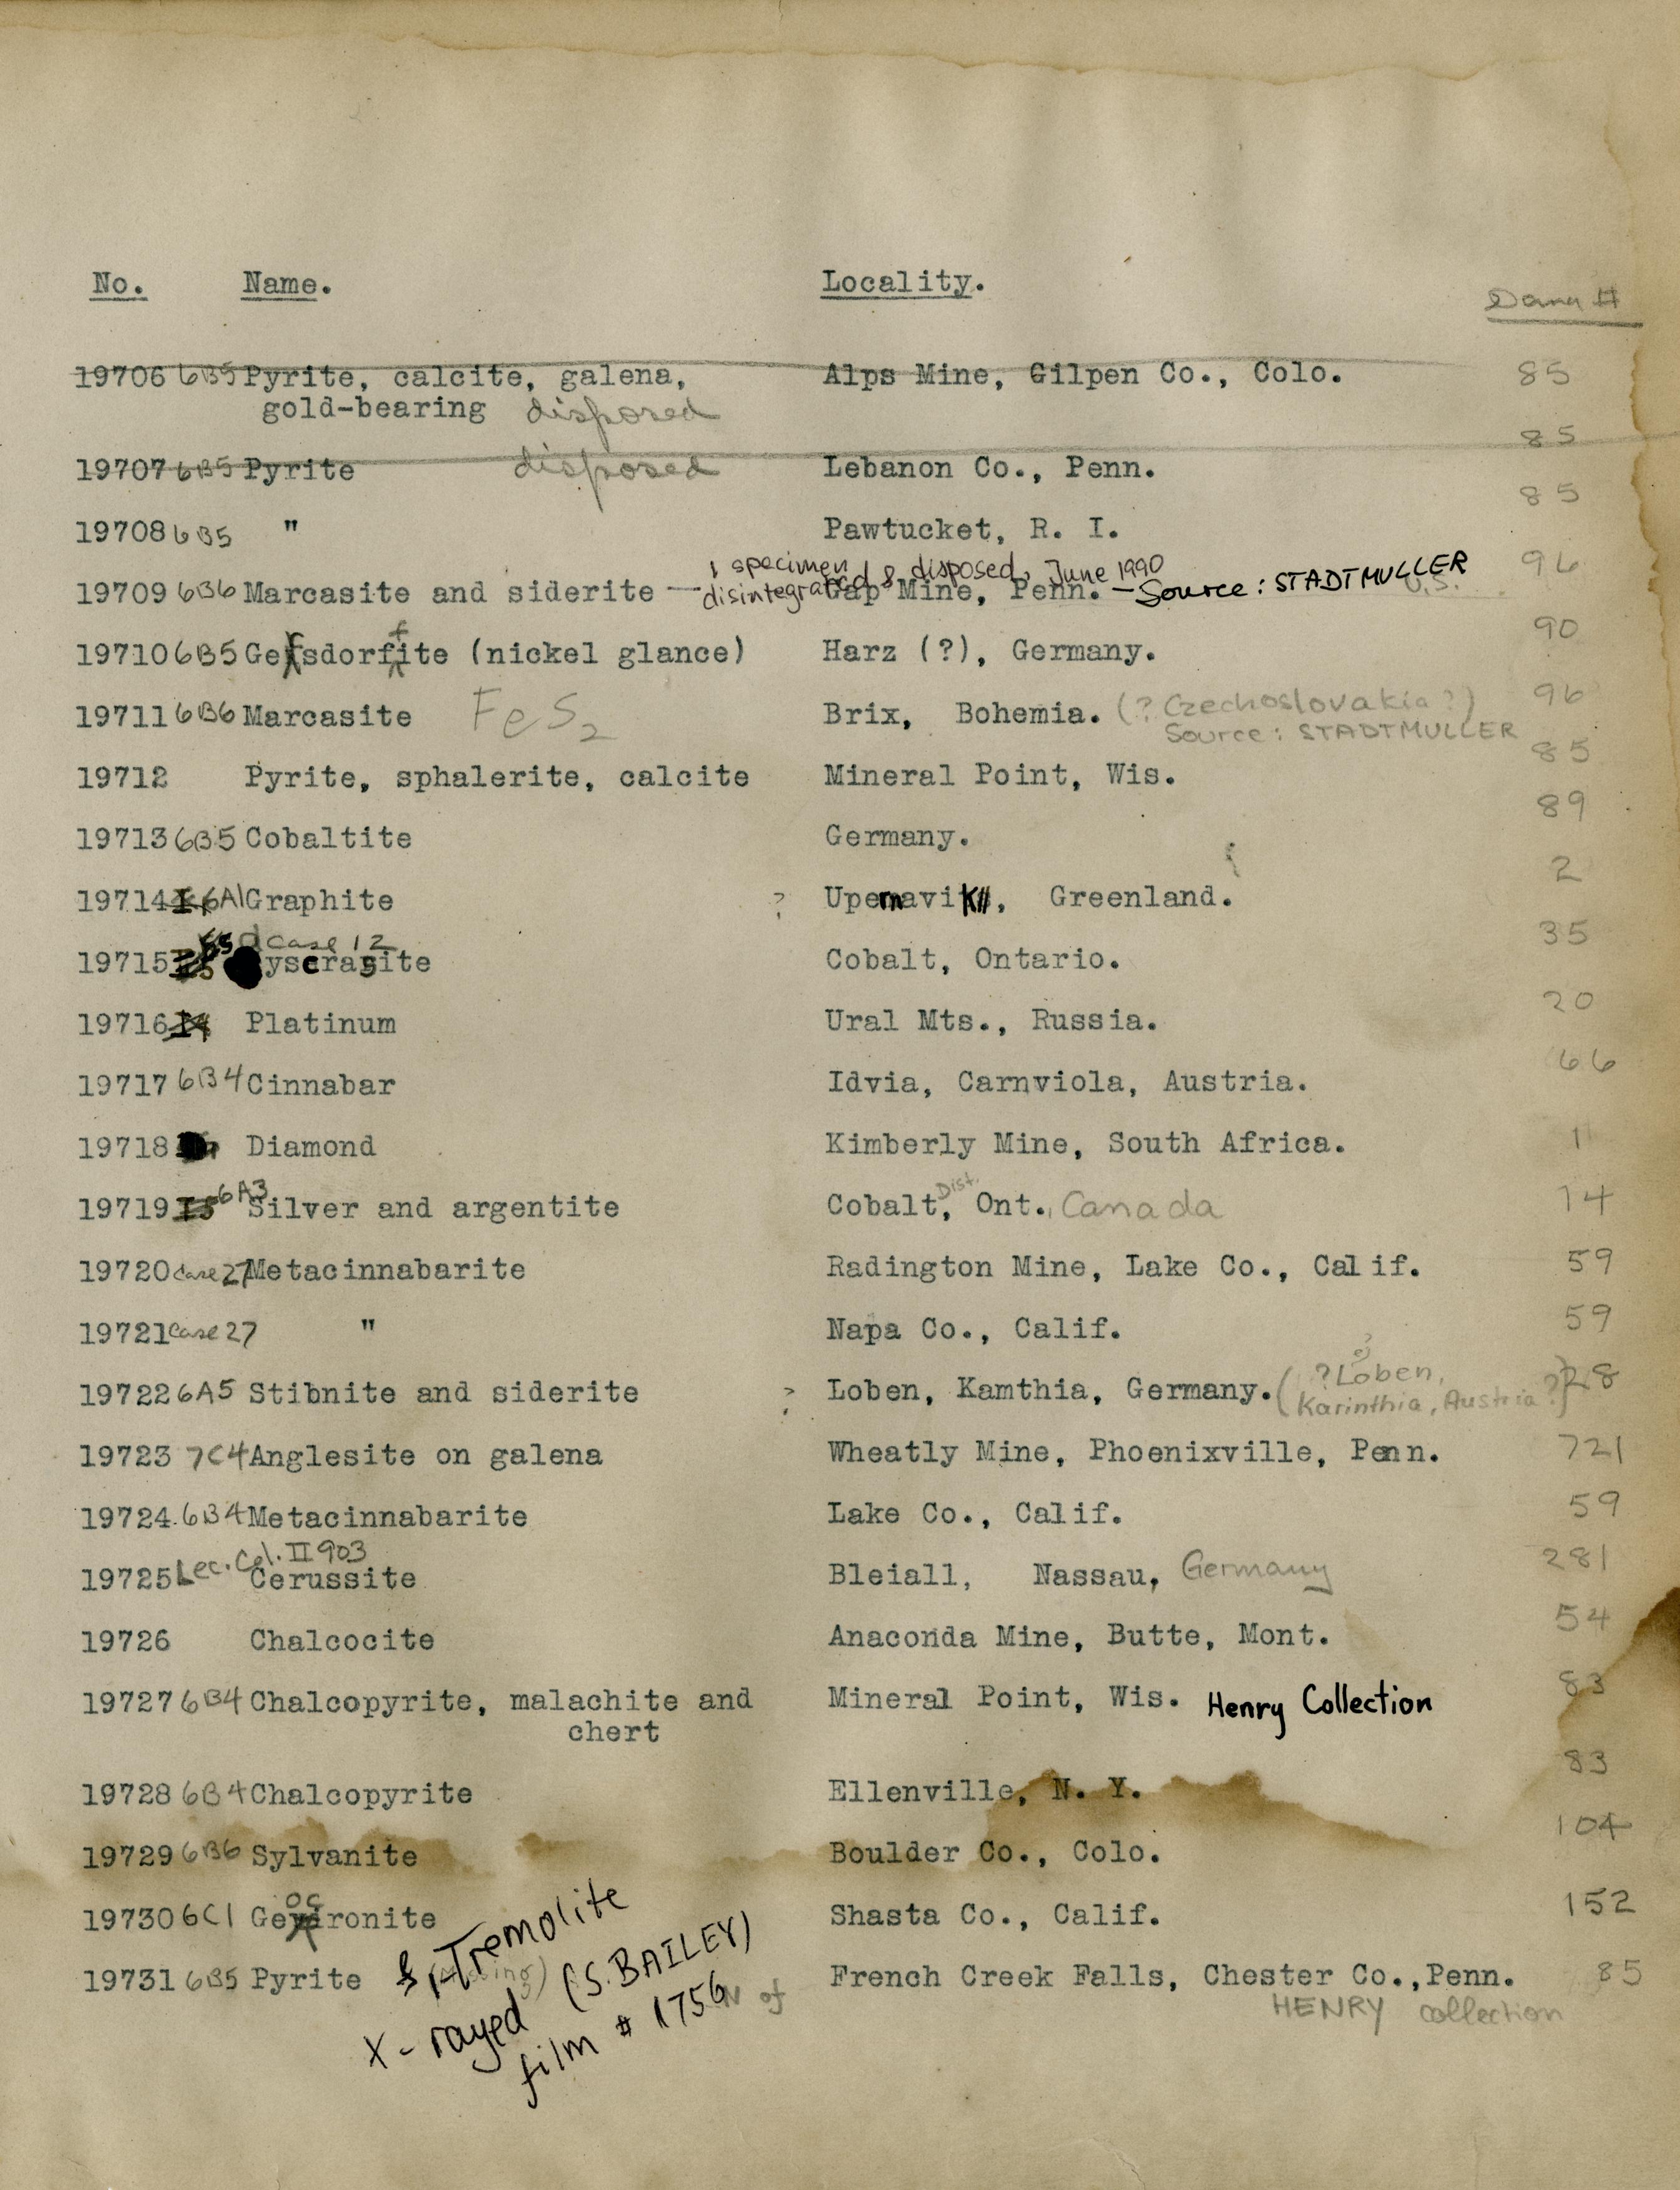 No. Name. Locality. Dana #
19706 6B5 Pyrite, calcite, galena, Alps Mine, Gilpen Co., Colo. 85
gold-bearing disposed
85
19707 6B5 Pyrite disposed Lebanon Co., Penn.
85
19708 6B5 " Pawtucket, R. I.
1 specimen disintegrated & disposed, June 1990
19709 6B6 Marcasite and siderite — Gap Mine, Penn. — Source: STADTMULLER 96
U.S.
19710 6B5 Gersdorffite (nickel glance) Harz (?), Germany. 90
19711 6B6 Marcasite FeS2 Brix, Bohemia. (? Czechoslovakia ?) 96
Source: STADTMULLER
19712 Pyrite, sphalerite, calcite Mineral Point, Wis. 85
19713 6B5 Cobaltite Germany. 89
19714 6A1 Graphite ? Upernavik, Greenland. 2
case 12
19715 Dyscrasite Cobalt, Ontario. 35
19716 Platinum Ural Mts., Russia. 20
19717 6B4 Cinnabar Idvia, Carnviola, Austria. 66
19718 Diamond Kimberly Mine, South Africa. 1
19719 6A3 Silver and argentite Cobalt, Dist. Ont., Canada 14
19720 case 27 Metacinnabarite Radington Mine, Lake Co., Calif. 59
19721 case 27 " Napa Co., Calif. 59
19722 6A5 Stibnite and siderite ? Loben, Kamthia, Germany. (?Loben, 28
Karinthia, Austria?)
19723 7C4 Anglesite on galena Wheatly Mine, Phoenixville, Penn. 721
19724 6B4 Metacinnabarite Lake Co., Calif. 59
Lec. Col. II 903
19725 Cerussite Bleiall, Nassau, Germany 281
19726 Chalcocite Anaconda Mine, Butte, Mont. 54
19727 6B4 Chalcopyrite, malachite and Mineral Point, Wis. Henry Collection 83
chert
19728 6B4 Chalcopyrite Ellenville, N. Y. 83
19729 6B6 Sylvanite Boulder Co., Colo. 104
19730 6C1 Geocronite Shasta Co., Calif. 152
19731 6B5 Pyrite & Tremolite French Creek Falls, Chester Co., Penn. 85
HENRY collection
X-rayed (S. BAILEY)
film # 1756